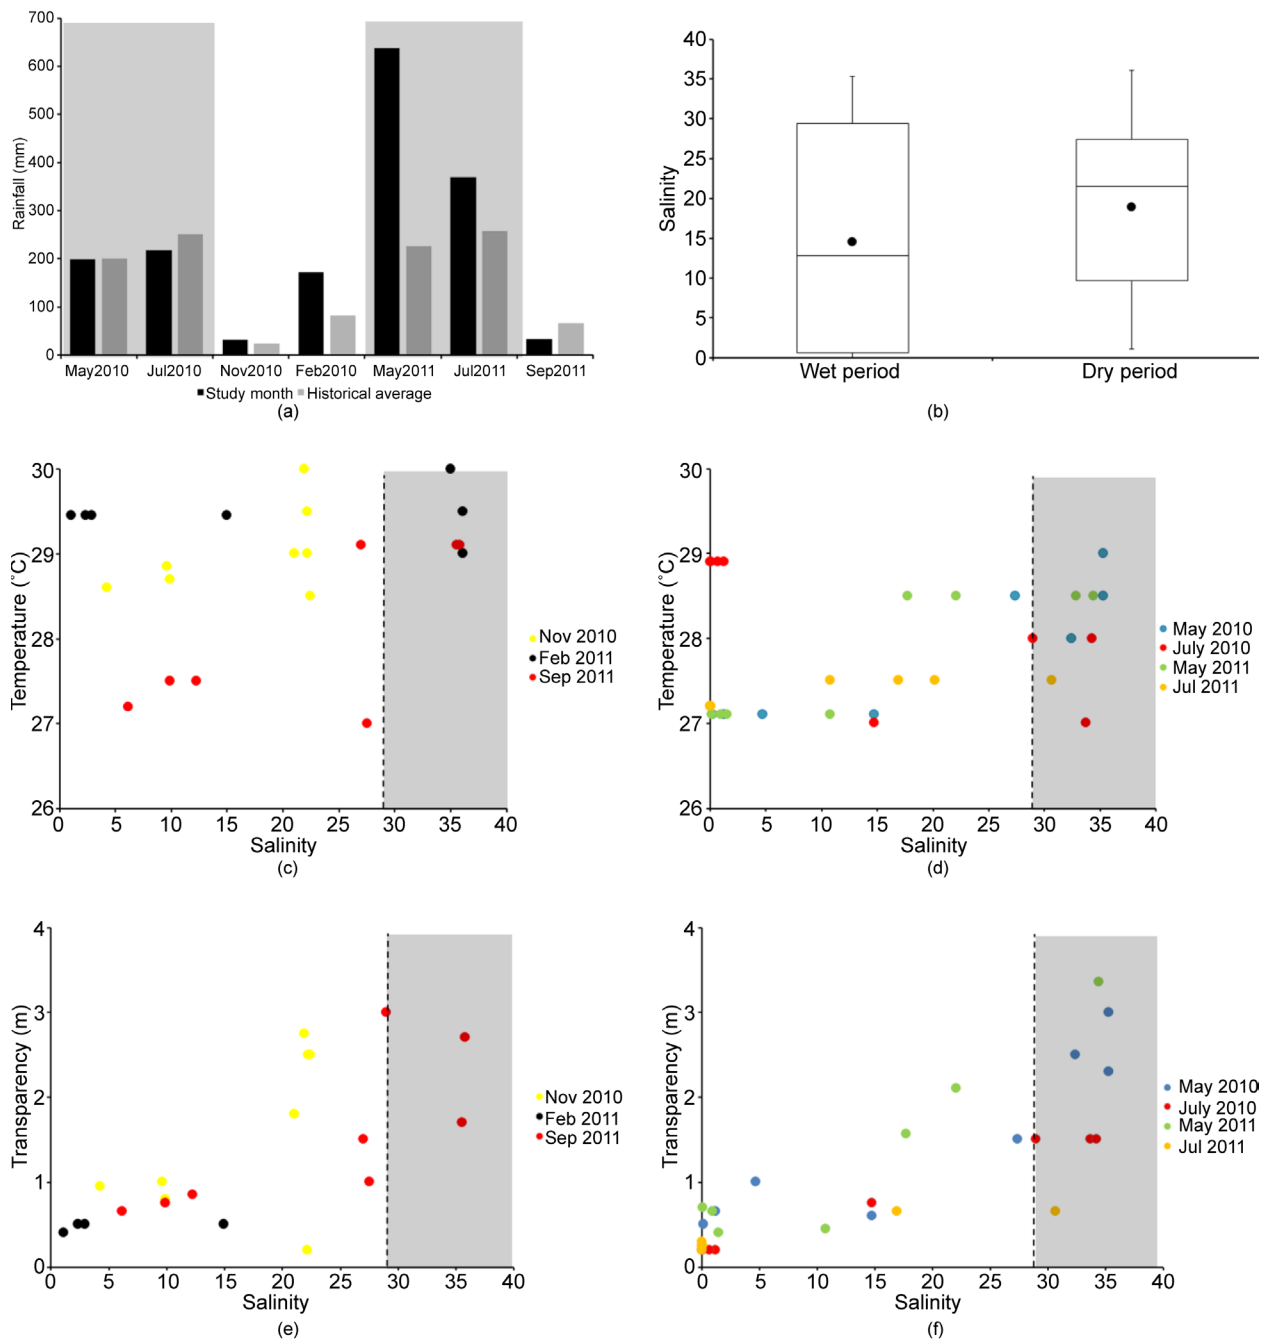 700
600
500
400
300
200
100
0
Rainfall (mm)
May2010 Jul2010 Nov2010 Feb2010 May2011 Jul2011 Sep2011
Study month Historical average
(a)
40
35
30
25
20
15
10
5
0
Salinity
Wet period Dry period
(b)
30
29
28
27
26
Temperature (˚C)
0 5 10 15 20 25 30 35 40
Salinity
Nov 2010
Feb 2011
Sep 2011
(c)
30
29
28
27
26
Temperature (˚C)
0 5 10 15 20 25 30 35 40
Salinity
May 2010
July 2010
May 2011
Jul 2011
(d)
4
3
2
1
0
Transparency (m)
0 5 10 15 20 25 30 35 40
Salinity
Nov 2010
Feb 2011
Sep 2011
(e)
4
3
2
1
0
Transparency (m)
0 5 10 15 20 25 30 35 40
Salinity
May 2010
July 2010
May 2011
Jul 2011
(f)